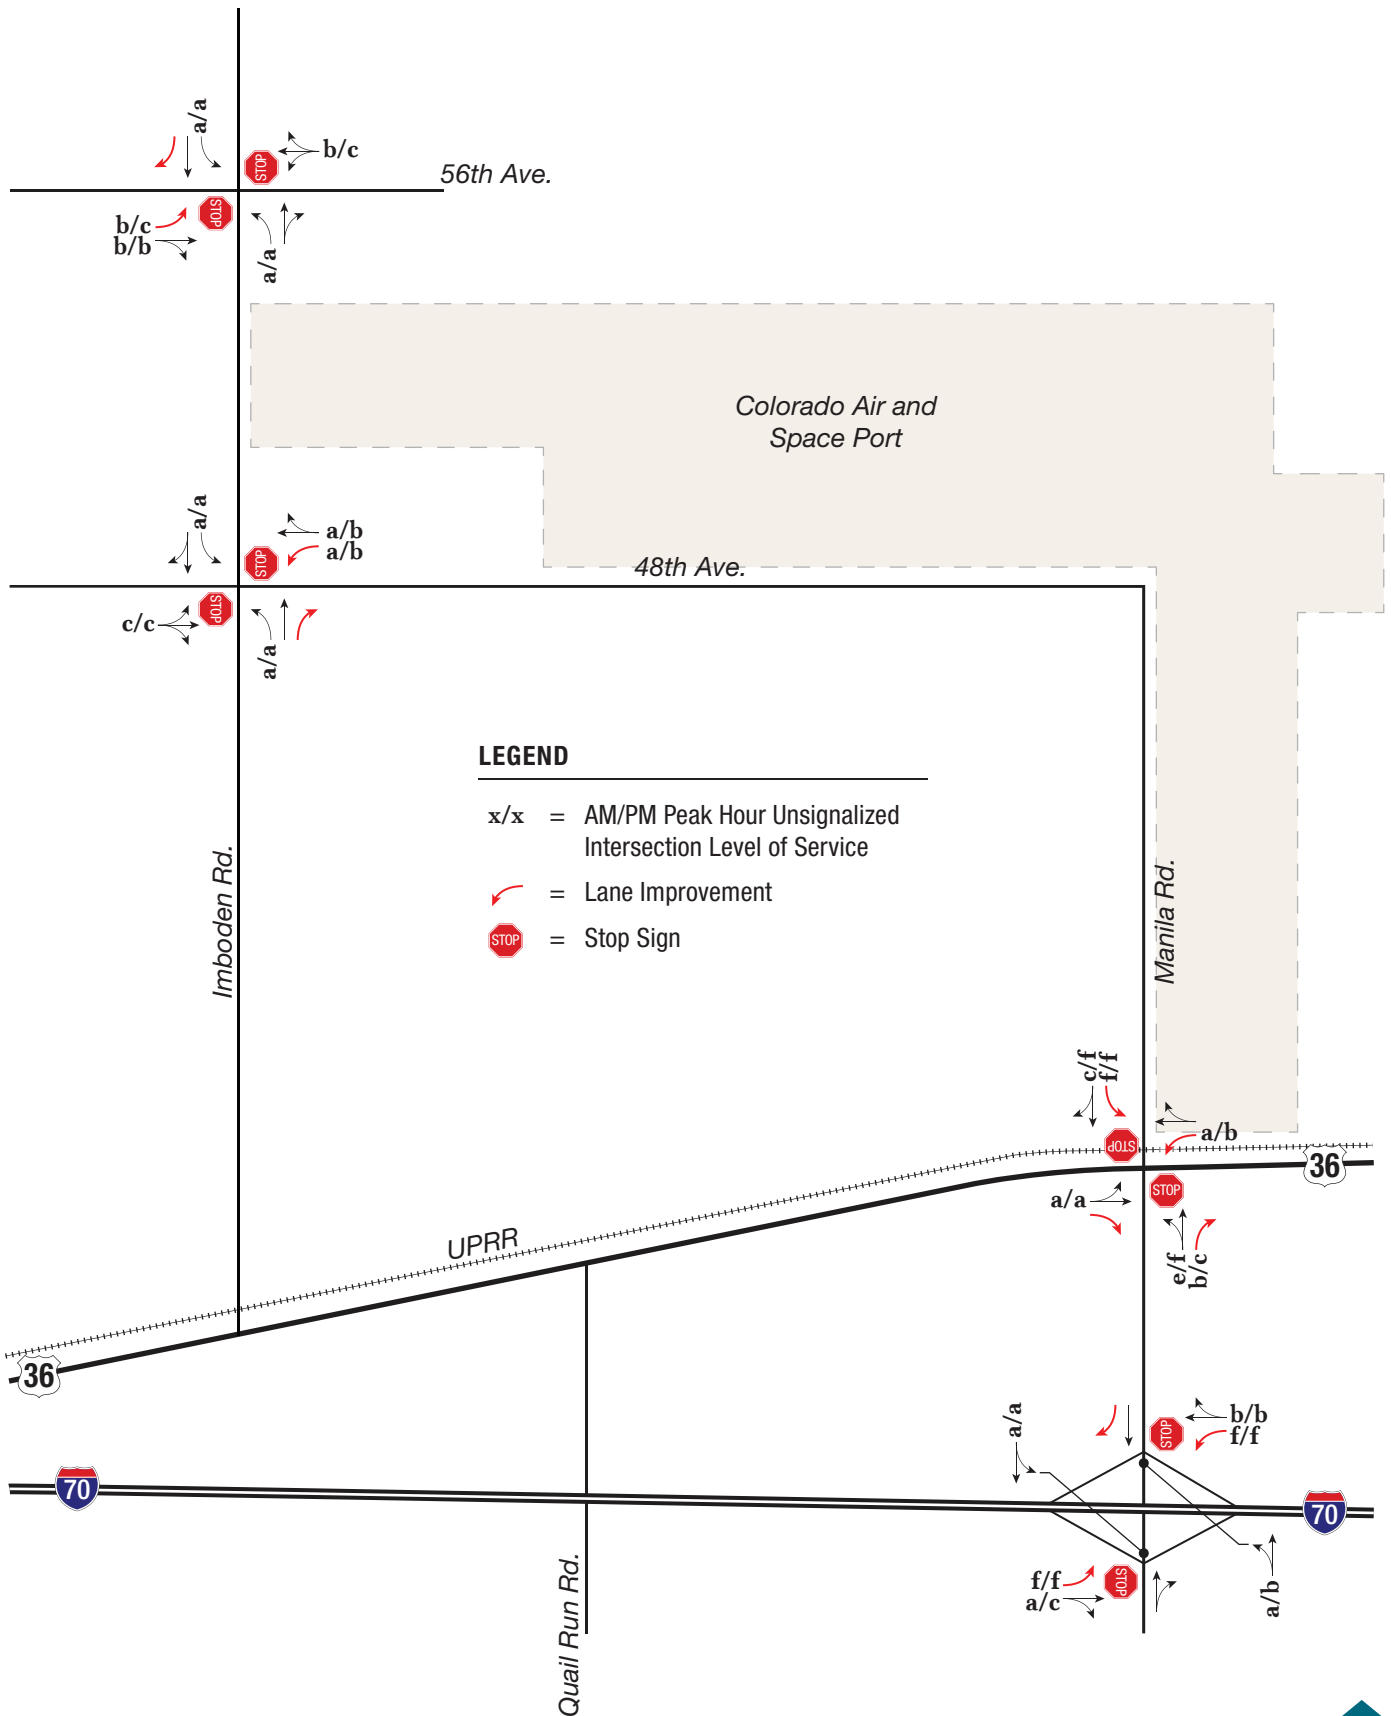 a/a
STOP
b/c
56th Ave.
STOP
b/c
b/b
a/a
Colorado Air and
Space Port
a/a
STOP
a/b
a/b
48th Ave.
STOP
c/c
a/a
LEGEND
x/x = AM/PM Peak Hour Unsignalized
Intersection Level of Service
= Lane Improvement
STOP = Stop Sign
Imboden Rd.
Manila Rd.
c/f
f/f
STOP
a/b
36
a/a
STOP
e/f
b/c
UPRR
36
a/a
STOP
b/b
f/f
70
70
f/f
a/c
STOP
a/b
Quail Run Rd.